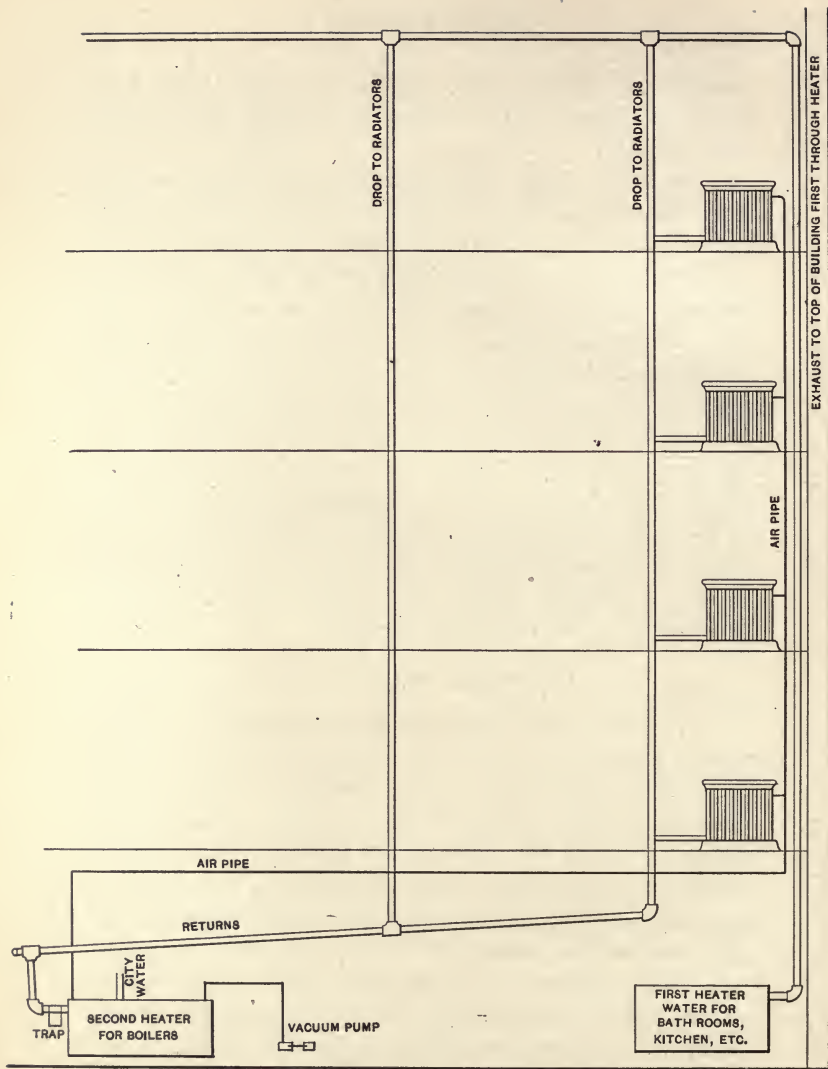 EXHAUST TO TOP OF BUILDING FIRST THROUGH HEATER
DROP TO RADIATORS
DROP TO RADIATORS
AIR PIPE
AIR PIPE
RETURNS
CITY
WATER
TRAP
SECOND HEATER
FOR BOILERS
VACUUM PUMP
FIRST HEATER
WATER FOR
BATH ROOMS,
KITCHEN, ETC.